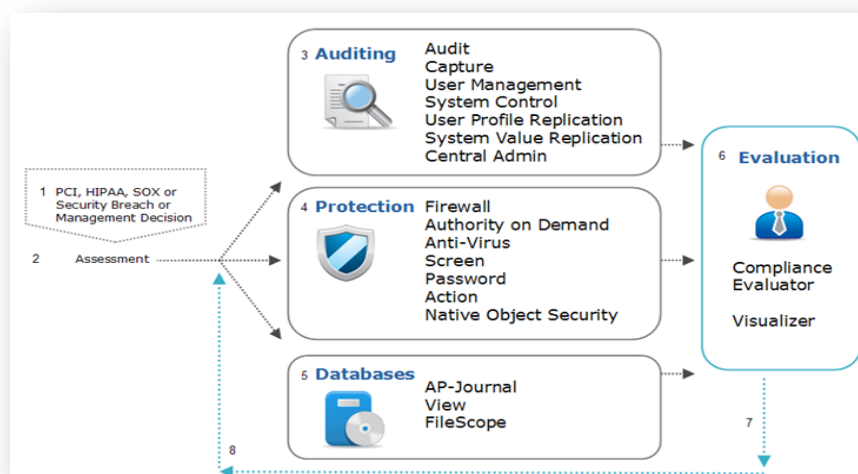 3 Auditing
Audit
Capture
User Management
System Control
User Profile Replication
System Value Replication
Central Admin
1 PCI, HIPAA, SOX or
Security Breach or
Management Decision
2 Assessment
4 Protection
Firewall
Authority on Demand
Anti-Virus
Screen
Password
Action
Native Object Security
5 Databases
AP-Journal
View
FileScope
6 Evaluation
Compliance
Evaluator
Visualizer
7
8